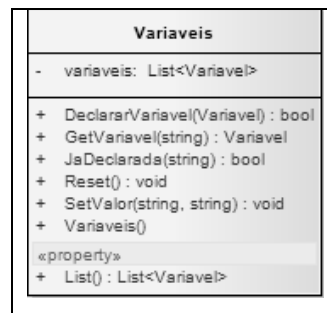 Variaveis
- variaveis: List<Variavel>
+ DeclararVariavel(Variavel) : bool
+ GetVariavel(string) : Variavel
+ JaDeclarada(string) : bool
+ Reset() : void
+ SetValor(string, string) : void
+ Variaveis()
«property»
+ List() : List<Variavel>